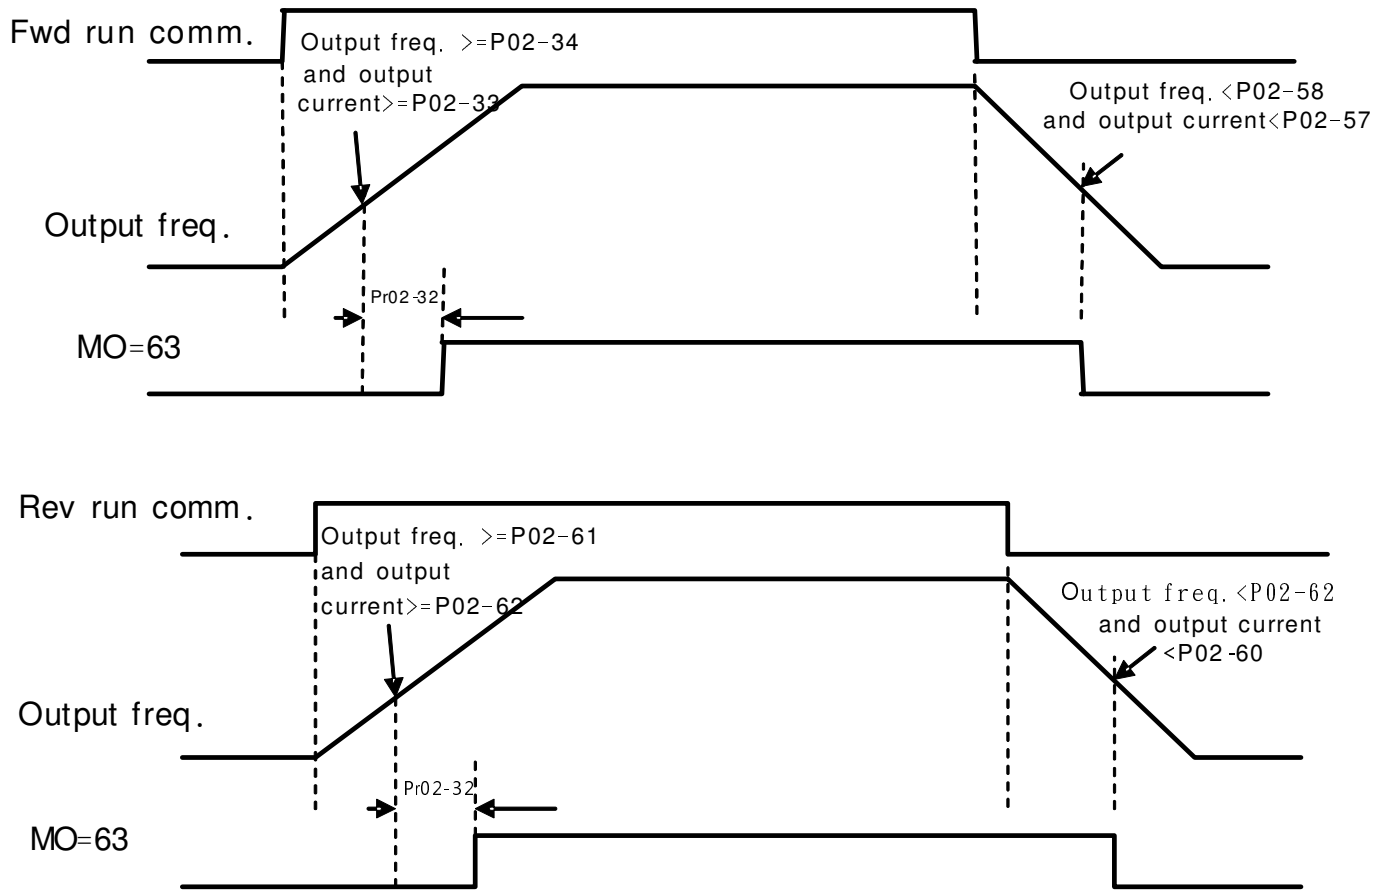 Fwd run comm.
Output freq. >=P02-34
and output
current>=P02-33
Output freq. <P02-58
and output current<P02-57
Output freq.
Pr02-32
MO=63
Rev run comm.
Output freq. >=P02-61
and output
current>=P02-62
Output freq. <P02-62
and output current
<P02-60
Output freq.
Pr02-32
MO=63